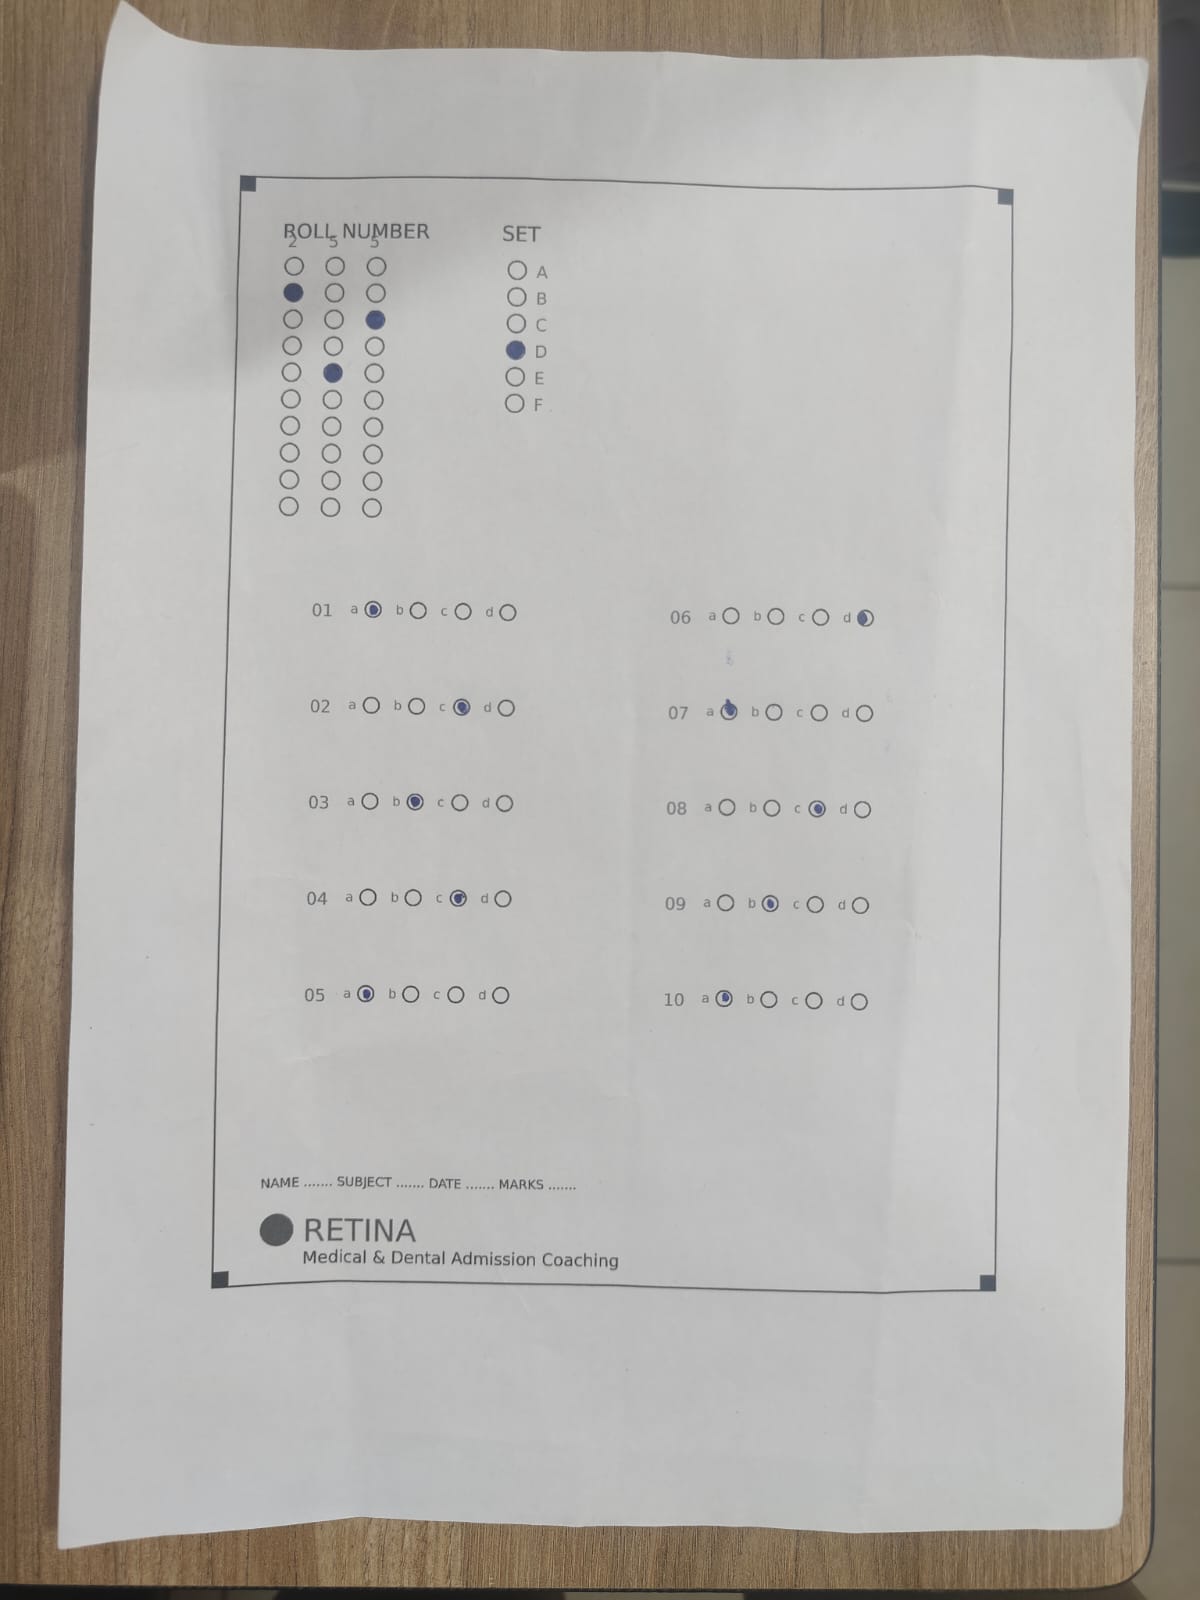 ROLL NUMBER
2 5 5
SET
A
B
C
D
E
F
01 a b c d
02 a b c d
03 a b c d
04 a b c d
05 a b c d
06 a b c d
07 a b c d
08 a b c d
09 a b c d
10 a b c d
NAME ....... SUBJECT ....... DATE ....... MARKS .......
RETINA
Medical & Dental Admission Coaching